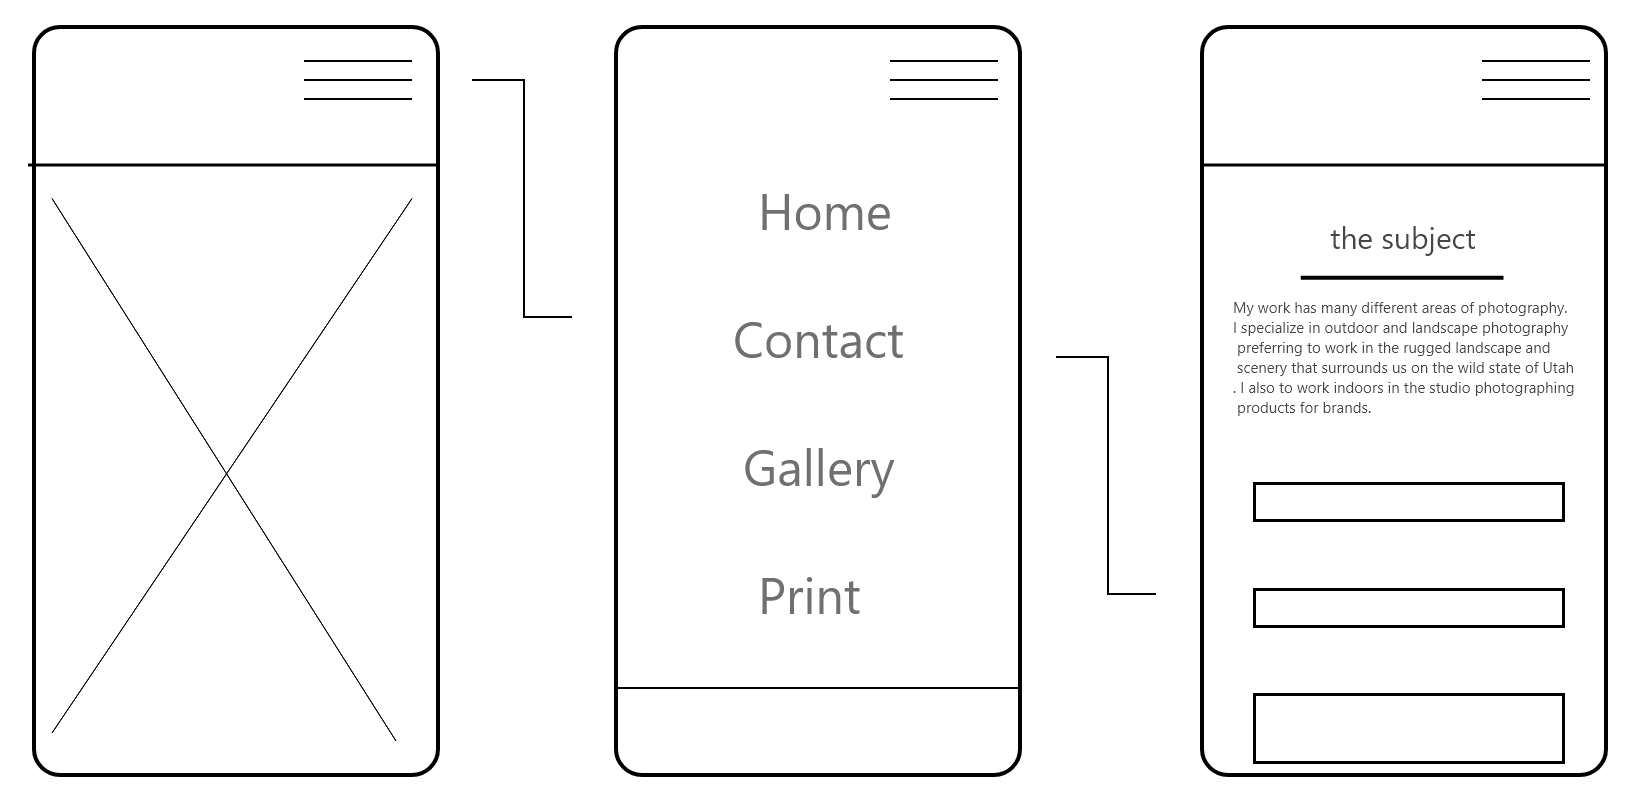 Home
Contact
Gallery
Print
the subject
My work has many different areas of photography.
I specialize in outdoor and landscape photography
preferring to work in the rugged landscape and
scenery that surrounds us on the wild state of Utah
. I also to work indoors in the studio photographing
products for brands.